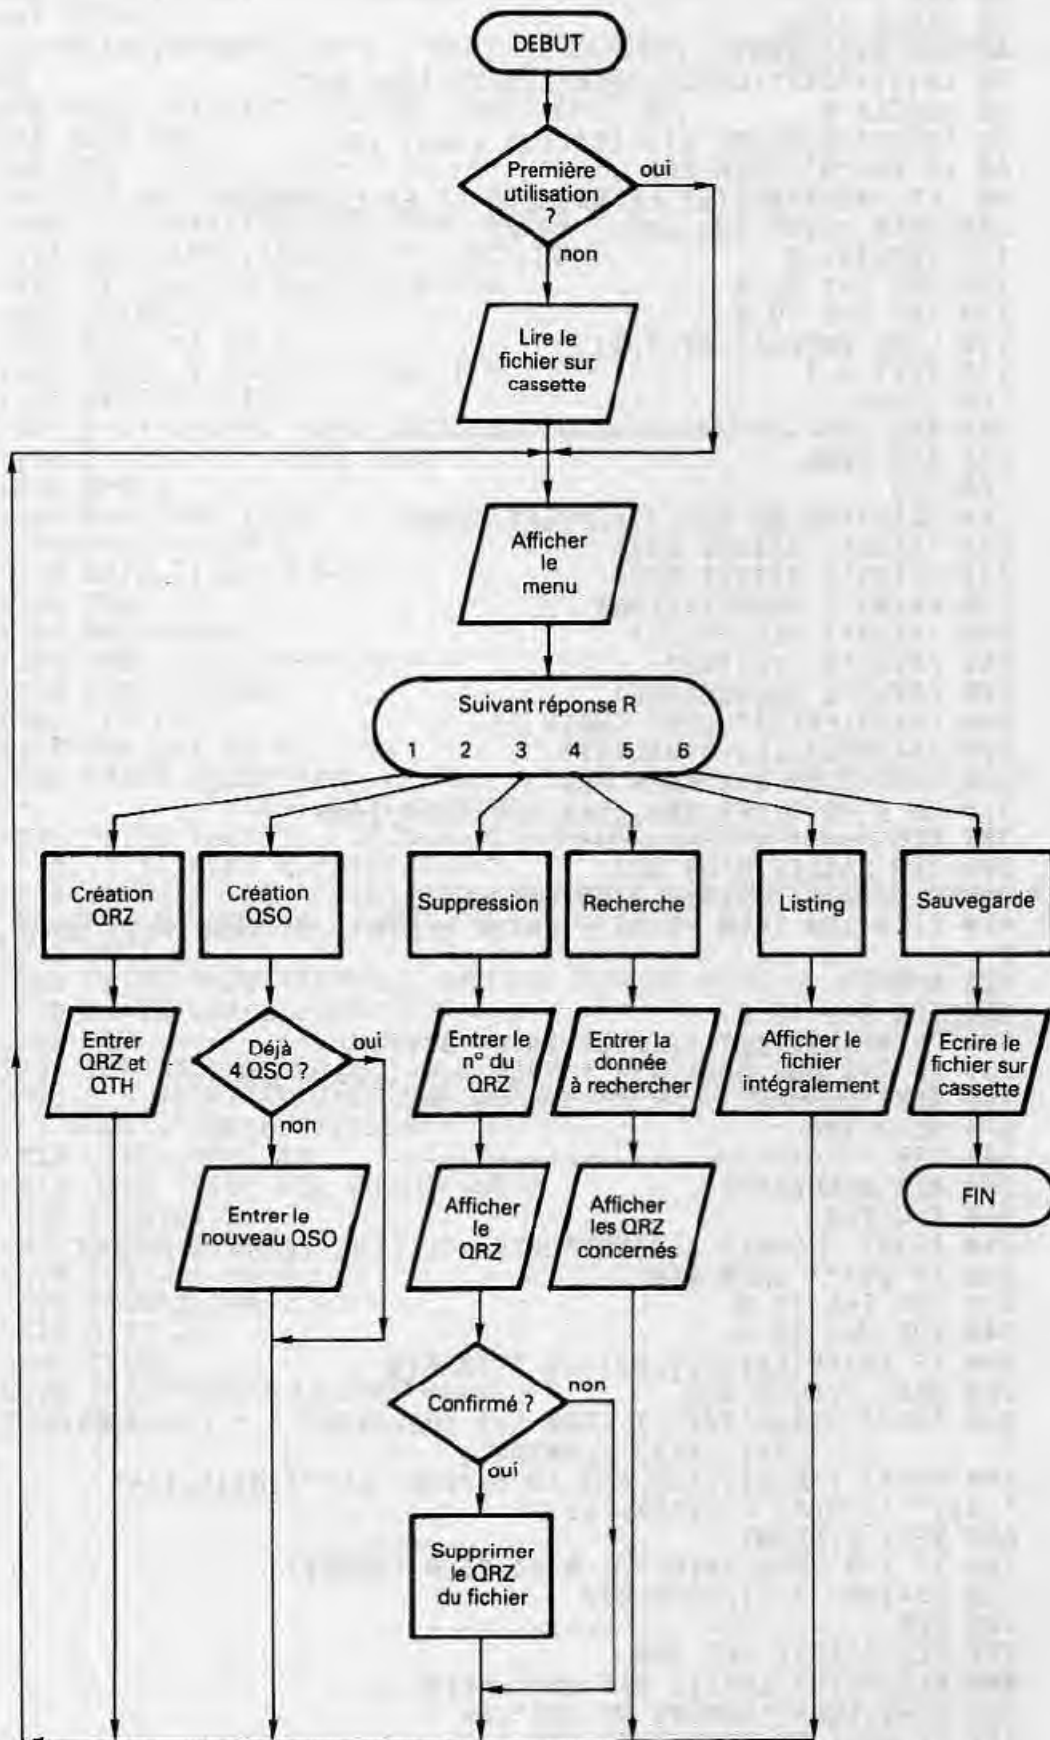 DEBUT
Première
utilisation
?
oui
non
Lire le
fichier sur
cassette
Afficher
le
menu
Suivant réponse R
1 2 3 4 5 6
Création
QRZ
Création
QSO
Suppression
Recherche
Listing
Sauvegarde
Entrer
QRZ et
QTH
Déjà
4 QSO ?
oui
non
Entrer le
n° du
QRZ
Entrer la
donnée
à rechercher
Afficher le
fichier
intégralement
Ecrire le
fichier sur
cassette
Entrer le
nouveau QSO
Afficher
le
QRZ
Afficher
les QRZ
concernés
FIN
Confirmé ?
non
oui
Supprimer
le QRZ
du fichier